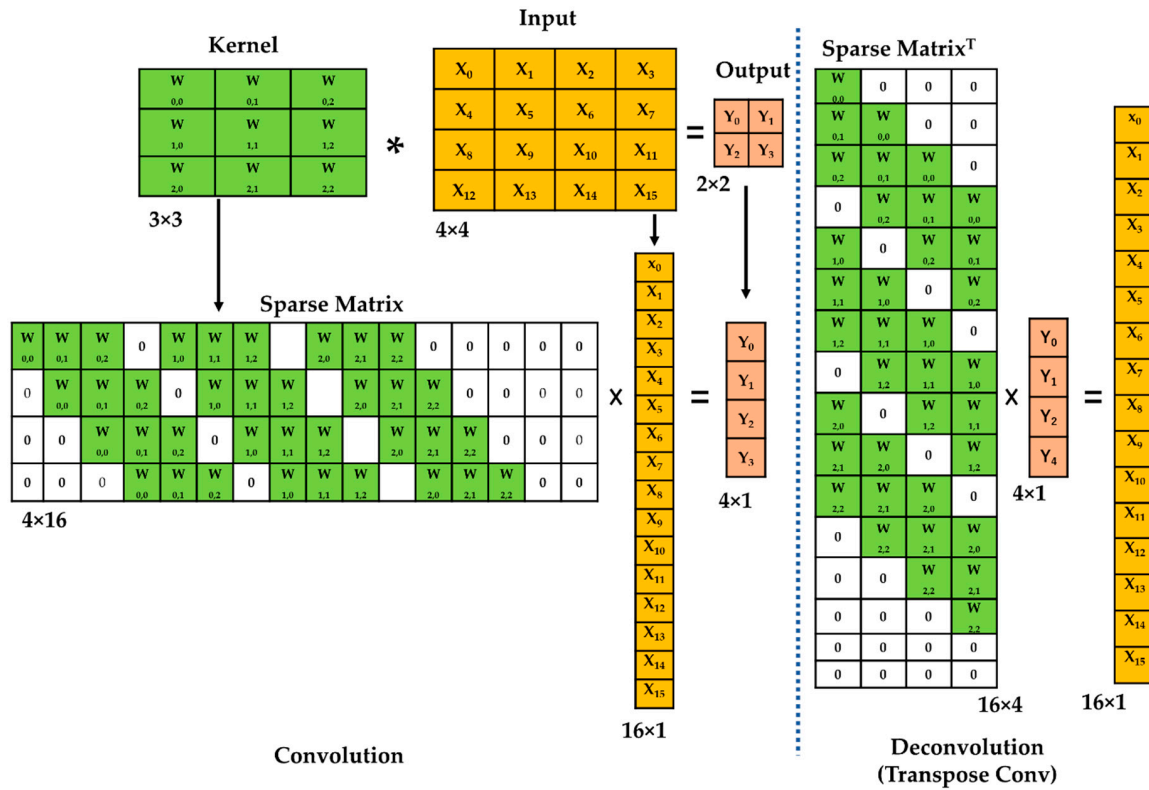 Input
Kernel
Sparse Matrixᵀ
Output
W W W
0,0 0,1 0,2
W W W
1,0 1,1 1,2
W W W
2,0 2,1 2,2
3×3
*
X₀ X₁ X₂ X₃
X₄ X₅ X₆ X₇
X₈ X₉ X₁₀ X₁₁
X₁₂ X₁₃ X₁₄ X₁₅
4×4
=
Y₀ Y₁
Y₂ Y₃
2×2
Sparse Matrix
W W W 0 W W W W W W 0 0 0 0 0
0,0 0,1 0,2 1,0 1,1 1,2 2,0 2,1 2,2
0 W W W 0 W W W W W W 0 0 0 0
0,0 0,1 0,2 1,0 1,1 1,2 2,0 2,1 2,2
0 0 W W W 0 W W W W W W 0 0 0
0,0 0,1 0,2 1,0 1,1 1,2 2,0 2,1 2,2
0 0 0 W W W 0 W W W W W W 0 0
0,0 0,1 0,2 1,0 1,1 1,2 2,0 2,1 2,2
4×16
×
x₀
X₁
X₂
X₃
X₄
X₅
X₆
X₇
X₈
X₉
X₁₀
X₁₁
X₁₂
X₁₃
X₁₄
X₁₅
16×1
=
Y₀
Y₁
Y₂
Y₃
4×1
Convolution
W 0 0 0
0,0
W W 0 0
0,1 0,0
W W W 0
0,2 0,1 0,0
0 W W W
0,2 0,1 0,0
W 0 W W
1,0 0,2 0,1
W W 0 W
1,1 1,0 0,2
W W W 0
1,2 1,1 1,0
0 W W W
1,2 1,1 1,0
W 0 W W
2,0 1,2 1,1
W W 0 W
2,1 2,0 1,2
W W W 0
2,2 2,1 2,0
0 W W W
2,2 2,1 2,0
0 0 W W
2,2 2,1
0 0 0 W
2,2
0 0 0 0
0 0 0 0
16×4
×
Y₀
Y₁
Y₂
Y₄
4×1
=
x₀
X₁
X₂
X₃
X₄
X₅
X₆
X₇
X₈
X₉
X₁₀
X₁₁
X₁₂
X₁₃
X₁₄
X₁₅
16×1
Deconvolution
(Transpose Conv)